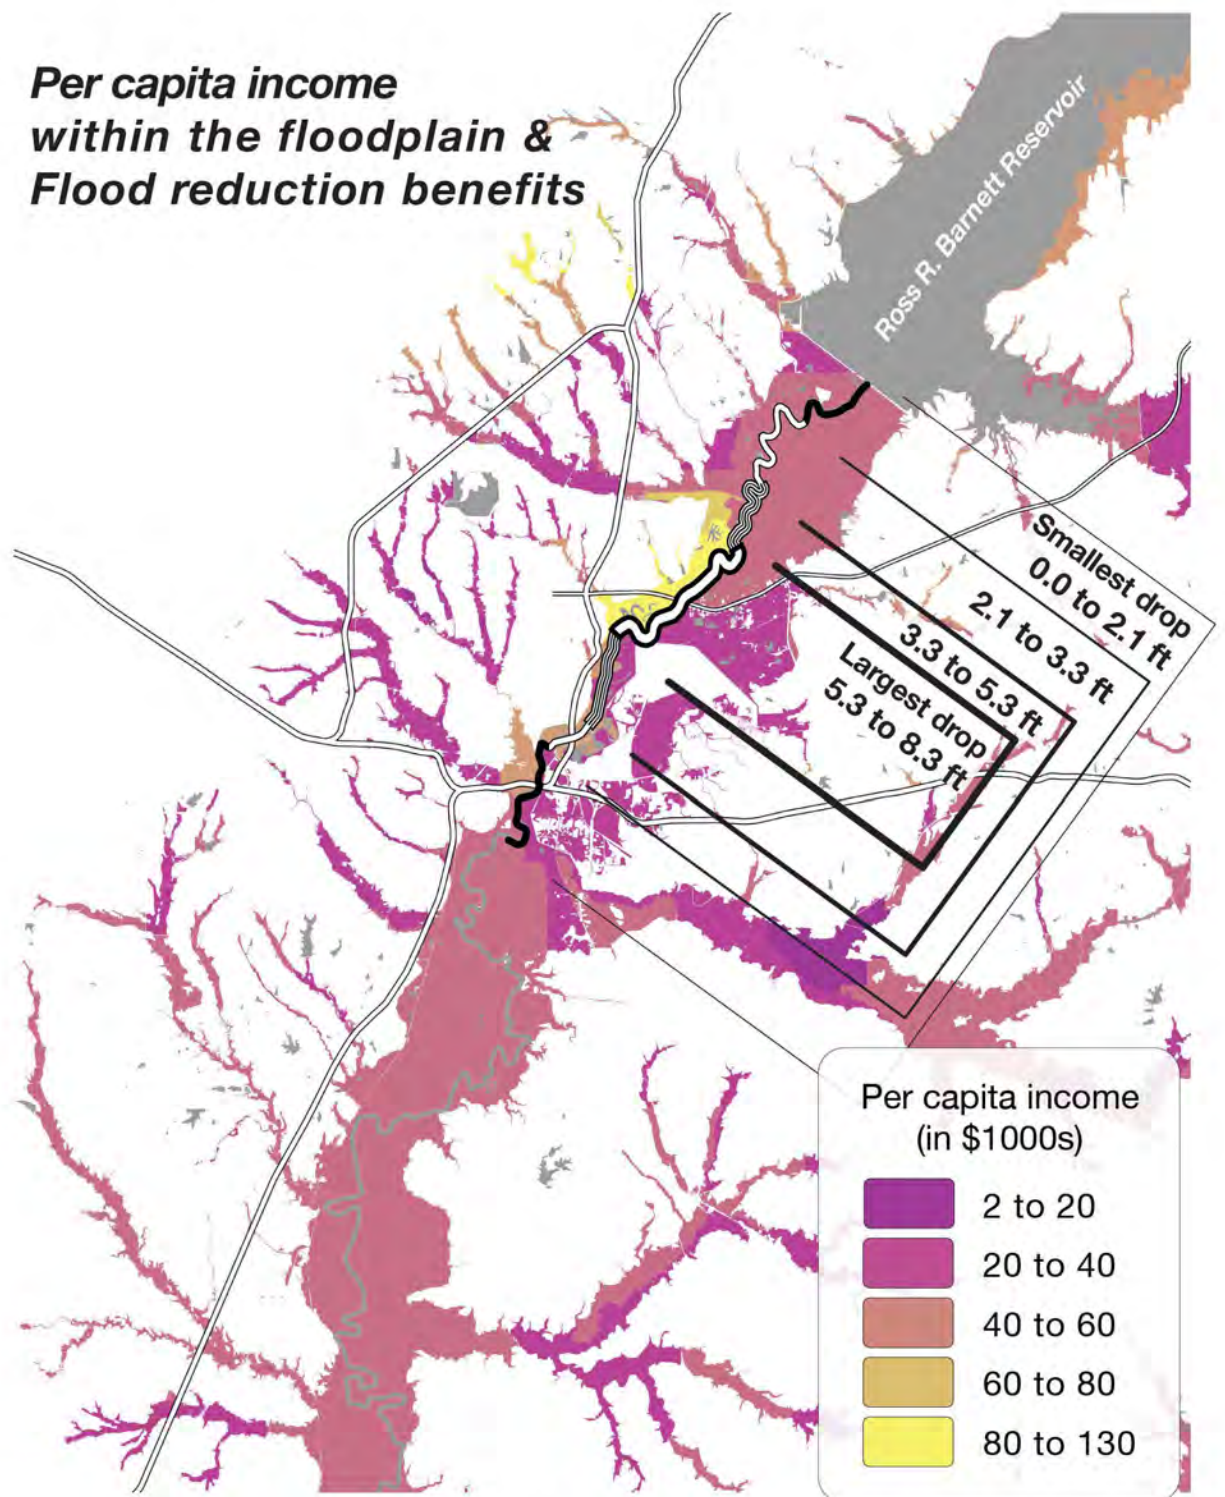 Per capita income
within the floodplain &
Flood reduction benefits
Ross R. Barnett Reservoir
Smallest drop
0.0 to 2.1 ft
2.1 to 3.3 ft
3.3 to 5.3 ft
Largest drop
5.3 to 8.3 ft
Per capita income
(in $1000s)
2 to 20
20 to 40
40 to 60
60 to 80
80 to 130